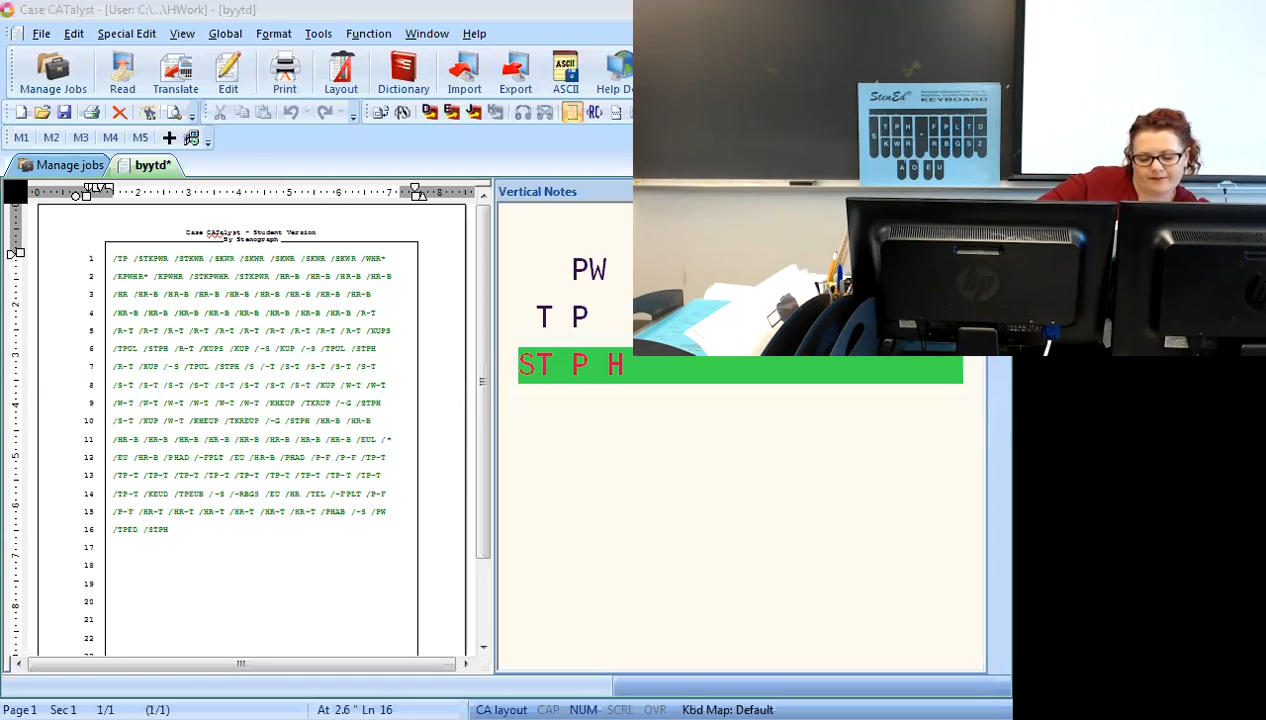 Case CATalyst - [User: C:\...\HWork] - [byytd]
File Edit Special Edit View Global Format Tools Function Window Help
Manage Jobs Read Translate Edit Print Layout Dictionary Import Export ASCII Help De
M1 M2 M3 M4 M5
Manage jobs byytd*
Vertical Notes
Case CATalyst - Student Version
By Stenograph
1 /TP /STKPWR /STKWR /SKWR /SKWR /SKWR /SKWR /WHR*
2 /KPWHR* /KPWHR /STKPWHR /STKPWR /HR-B /HR-B /HR-B /HR-B
3 /HR /HR-B /HR-B /HR-B /HR-B /HR-B /HR-B /HR-B
4 /HR-B /HR-B /HR-B /HR-B /HR-B /HR-B /HR-B /R-T
5 /R-T /R-T /R-T /R-T /R-T /R-T /R-T /R-T /R-T /KUPS
6 /TPUL /STPH /R-T /KUPS /KUP /-S /KUP /-S /TPUL /STPH
7 /R-T /KUP /-S /TPUL /STPH /S /-T /S-T /S-T /S-T /S-T
8 /S-T /S-T /S-T /S-T /S-T /S-T /S-T /KUP /W-T /W-T
9 /W-T /W-T /W-T /W-T /W-T /W-T /KHEUP /TKRUP /-G /STPH
10 /S-T /KUP /W-T /KHEUP /TKREUP /-G /STPH /HR-B /HR-B
11 /HR-B /HR-B /HR-B /HR-B /HR-B /HR-B /HR-B /HR-B /EUL /*
12 /EU /HR-B /PHAD /-FPLT /EU /HR-B /PHAD /P-F /P-F /TP-T
13 /TP-T /TP-T /TP-T /TP-T /TP-T /TP-T /TP-T /TP-T /TP-T
14 /TP-T /KEUD /TPEUB /-S /-RBGS /EU /HR /TEL /-FPLT /P-F
15 /P-F /HR-T /HR-T /HR-T /HR-T /HR-T /HR-T /PHAB /-S /PW
16 /TPED /STPH
17
18
19
20
21
22
PW
T P
ST P H
StenEd®
KEYBOARD
S T P H * F P L T D
K W R R B G S Z
A O E U
hp
Page 1 Sec 1 1/1 (1/1) At 2.6 " Ln 16 CA layout CAP NUM SCRL OVR Kbd Map: Default